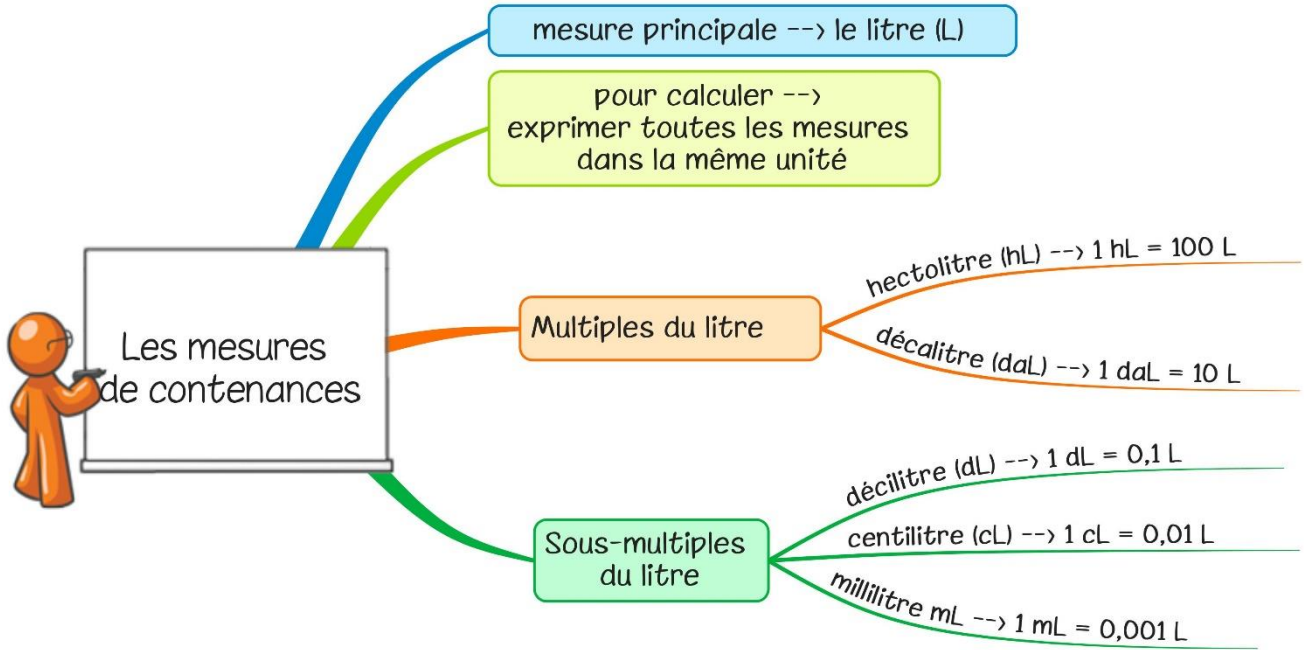 mesure principale --> le litre (L)
pour calculer -->
exprimer toutes les mesures
dans la même unité
Les mesures
de contenances
Multiples du litre
hectolitre (hL) --> 1 hL = 100 L
décalitre (daL) --> 1 daL = 10 L
Sous-multiples
du litre
décilitre (dL) --> 1 dL = 0,1 L
centilitre (cL) --> 1 cL = 0,01 L
millilitre mL --> 1 mL = 0,001 L